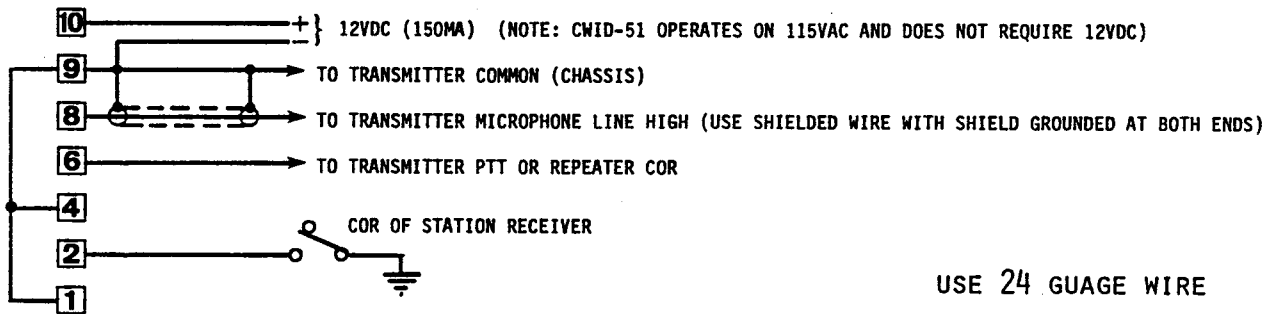 10 + } 12VDC (150MA) (NOTE: CWID-51 OPERATES ON 115VAC AND DOES NOT REQUIRE 12VDC)
−
9 TO TRANSMITTER COMMON (CHASSIS)
8 TO TRANSMITTER MICROPHONE LINE HIGH (USE SHIELDED WIRE WITH SHIELD GROUNDED AT BOTH ENDS)
6 TO TRANSMITTER PTT OR REPEATER COR
4
COR OF STATION RECEIVER
2
1
USE 24 GUAGE WIRE